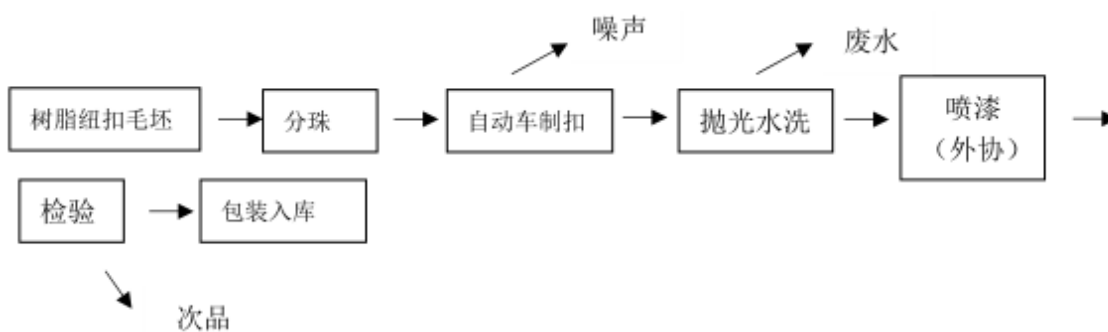 噪声
废水
树脂纽扣毛坯
分珠
自动车制扣
抛光水洗
喷漆
（外协）
检验
包装入库
次品